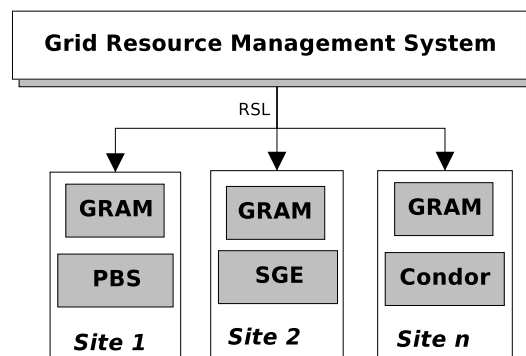 Grid Resource Management System
RSL
GRAM
GRAM
GRAM
PBS
SGE
Condor
Site 1
Site 2
Site n